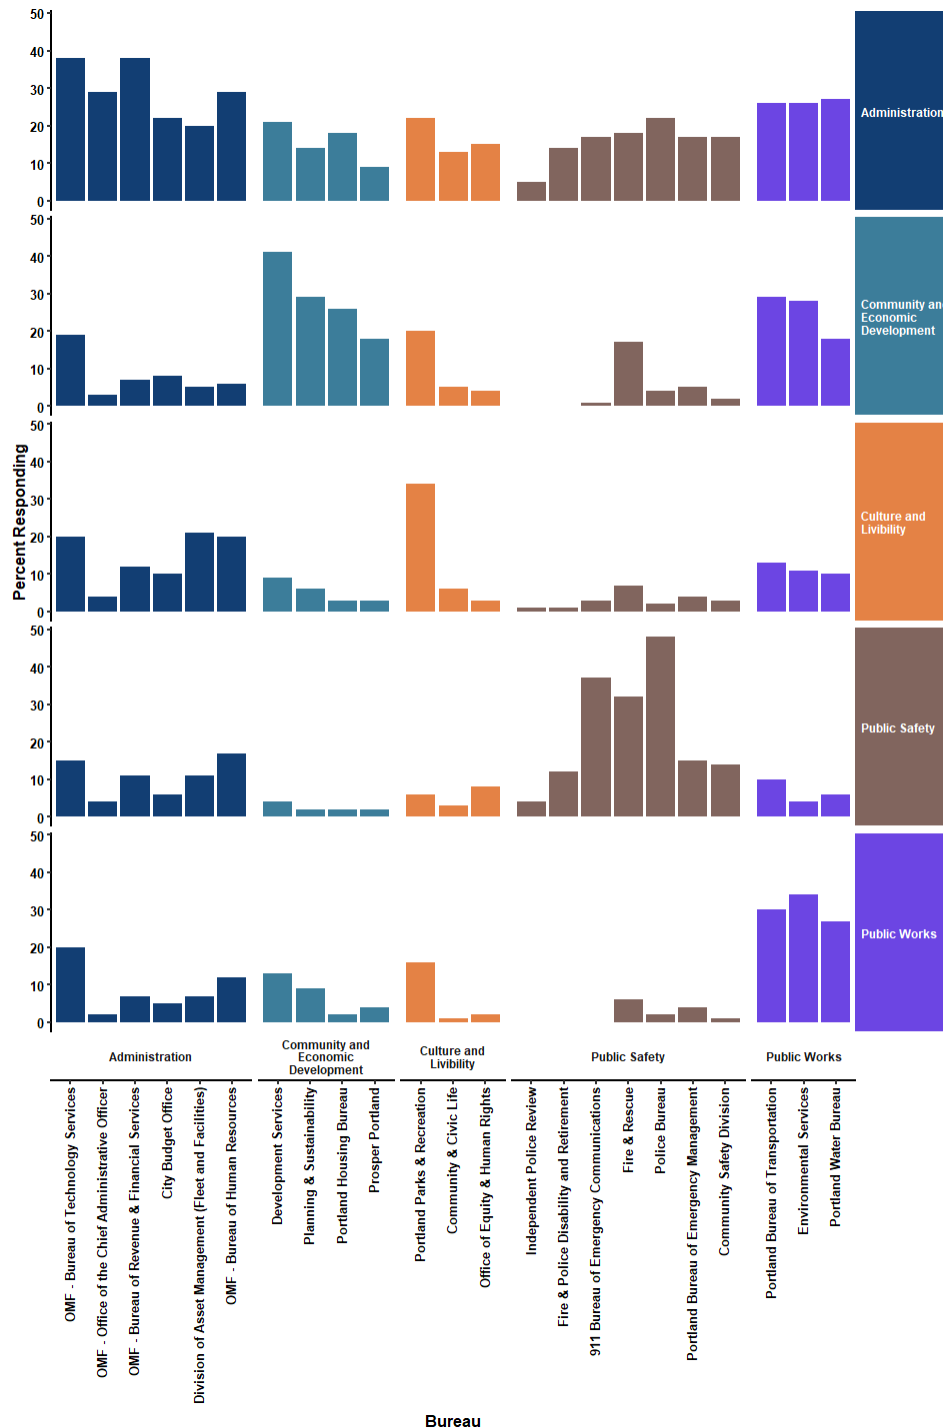 50
40
30
20
10
0
Administration
50
40
30
20
10
0
Community and
Economic
Development
50
40
30
20
10
0
Culture and
Livibility
50
40
30
20
10
0
Public Safety
50
40
30
20
10
0
Public Works
Percent Responding
Administration
Community and
Economic
Development
Culture and
Livibility
Public Safety
Public Works
OMF - Bureau of Technology Services
OMF - Office of the Chief Administrative Officer
OMF - Bureau of Revenue & Financial Services
City Budget Office
Division of Asset Management (Fleet and Facilities)
OMF - Bureau of Human Resources
Development Services
Planning & Sustainability
Portland Housing Bureau
Prosper Portland
Portland Parks & Recreation
Community & Civic Life
Office of Equity & Human Rights
Independent Police Review
Fire & Police Disability and Retirement
911 Bureau of Emergency Communications
Fire & Rescue
Police Bureau
Portland Bureau of Emergency Management
Community Safety Division
Portland Bureau of Transportation
Environmental Services
Portland Water Bureau
Bureau